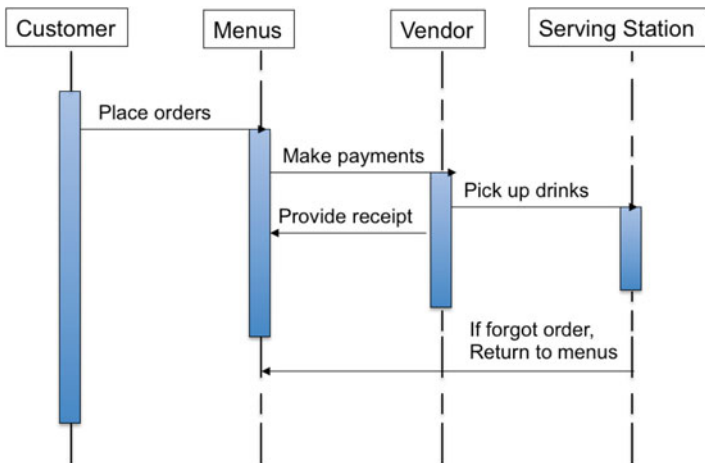 Customer
Menus
Vendor
Serving Station
Place orders
Make payments
Pick up drinks
Provide receipt
If forgot order,
Return to menus